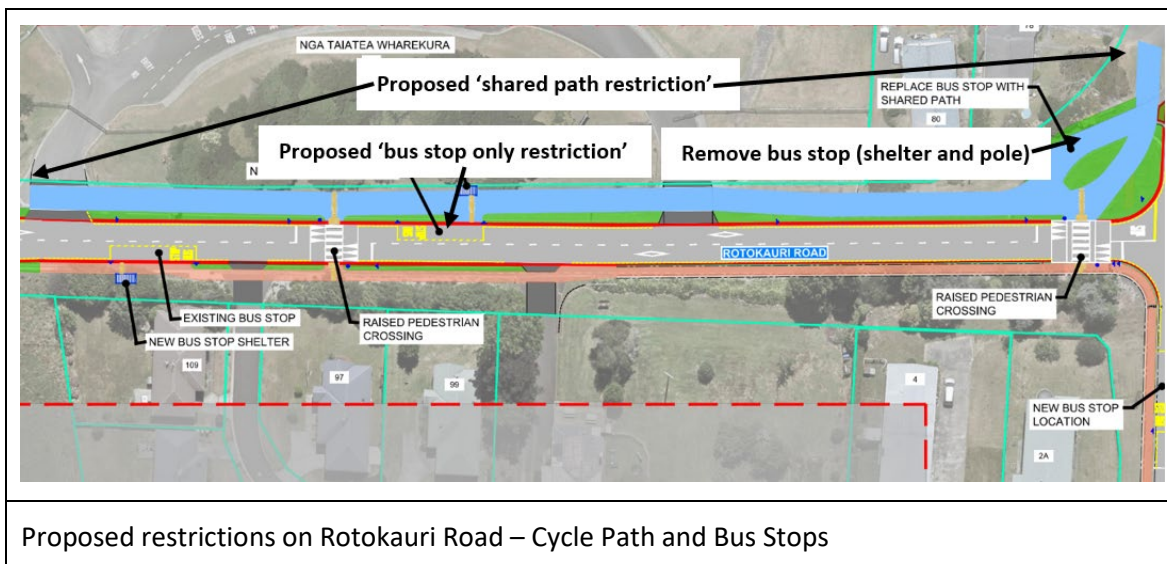 NGA TAIATEA WHAREKURA
Proposed 'shared path restriction'
REPLACE BUS STOP WITH
SHARED PATH
80
Proposed 'bus stop only restriction'
Remove bus stop (shelter and pole)
N
ROTOKAURI ROAD
EXISTING BUS STOP
NEW BUS STOP SHELTER
RAISED PEDESTRIAN
CROSSING
RAISED PEDESTRIAN
CROSSING
109
97
99
4
NEW BUS STOP
LOCATION
2A
Proposed restrictions on Rotokauri Road – Cycle Path and Bus Stops